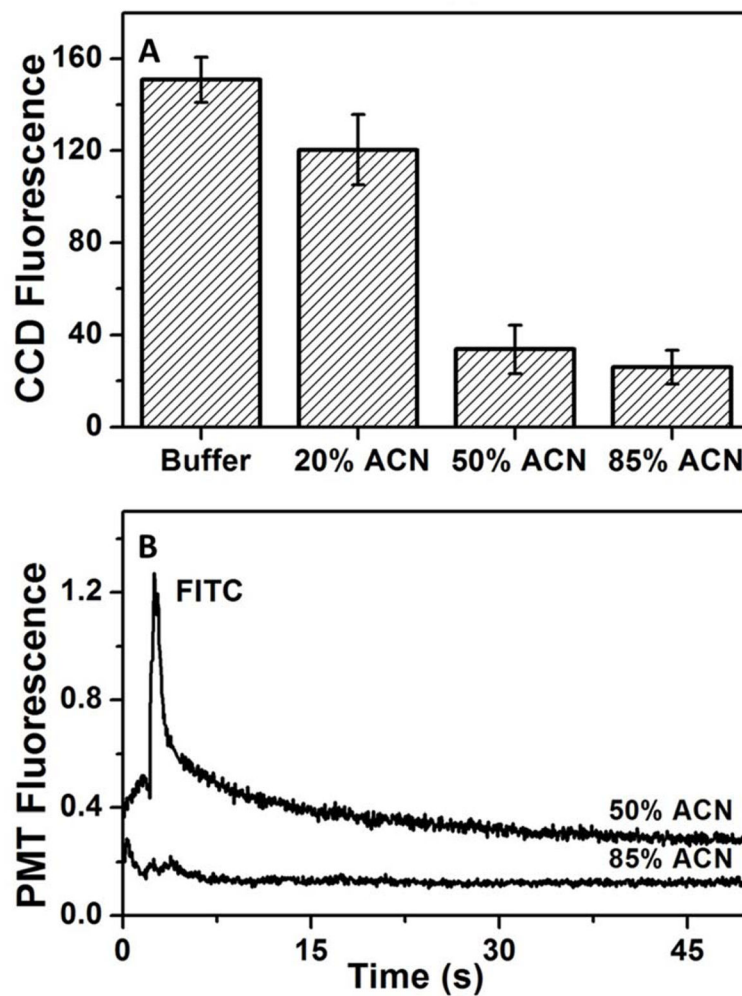 A
CCD Fluorescence
160
120
80
40
0
Buffer 20% ACN 50% ACN 85% ACN
B
FITC
PMT Fluorescence
1.2
0.8
0.4
0.0
50% ACN
85% ACN
0 15 30 45
Time (s)